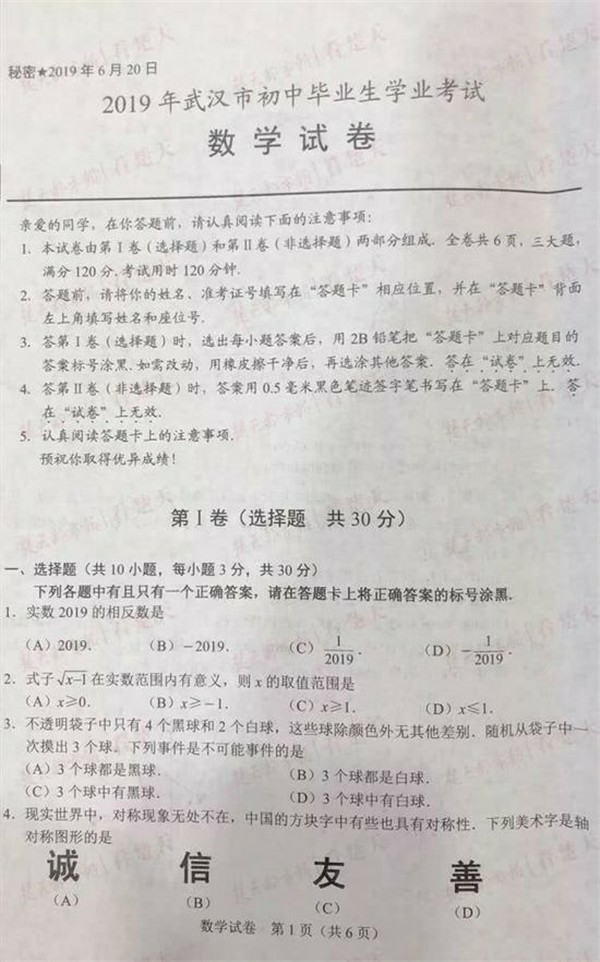 秘密★2019年6月20日
2019年武汉市初中毕业生学业考试
数学试卷
亲爱的同学，在你答题前，请认真阅读下面的注意事项：
1. 本试卷由第Ⅰ卷（选择题）和第Ⅱ卷（非选择题）两部分组成. 全卷共6页，三大题，
满分120分. 考试用时120分钟.
2. 答题前，请将你的姓名、准考证号填写在“答题卡”相应位置，并在“答题卡”背面
左上角填写姓名和座位号.
3. 答第Ⅰ卷（选择题）时，选出每小题答案后，用2B铅笔把“答题卡”上对应题目的
答案标号涂黑. 如需改动，用橡皮擦干净后，再选涂其他答案. 答在“试卷”上无效.
4. 答第Ⅱ卷（非选择题）时，答案用0.5毫米黑色笔迹签字笔书写在“答题卡”上. 答
在“试卷”上无效.
5. 认真阅读答题卡上的注意事项.
预祝你取得优异成绩！
第Ⅰ卷（选择题 共30分）
一、选择题（共10小题，每小题3分，共30分）
下列各题中有且只有一个正确答案，请在答题卡上将正确答案的标号涂黑.
1. 实数2019的相反数是
（A）2019. （B）－2019. （C）1/2019. （D）－1/2019.
2. 式子√x−1在实数范围内有意义，则x的取值范围是
（A）x≥0. （B）x≥－1. （C）x≥1. （D）x≤1.
3. 不透明袋子中只有4个黑球和2个白球，这些球除颜色外无其他差别. 随机从袋子中一
次摸出3个球. 下列事件是不可能事件的是
（A）3个球都是黑球. （B）3个球都是白球.
（C）3个球中有黑球. （D）3个球中有白球.
4. 现实世界中，对称现象无处不在，中国的方块字中有些也具有对称性. 下列美术字是轴
对称图形的是
诚 信 友 善
（A） （B） （C） （D）
数学试卷 第1页（共6页）